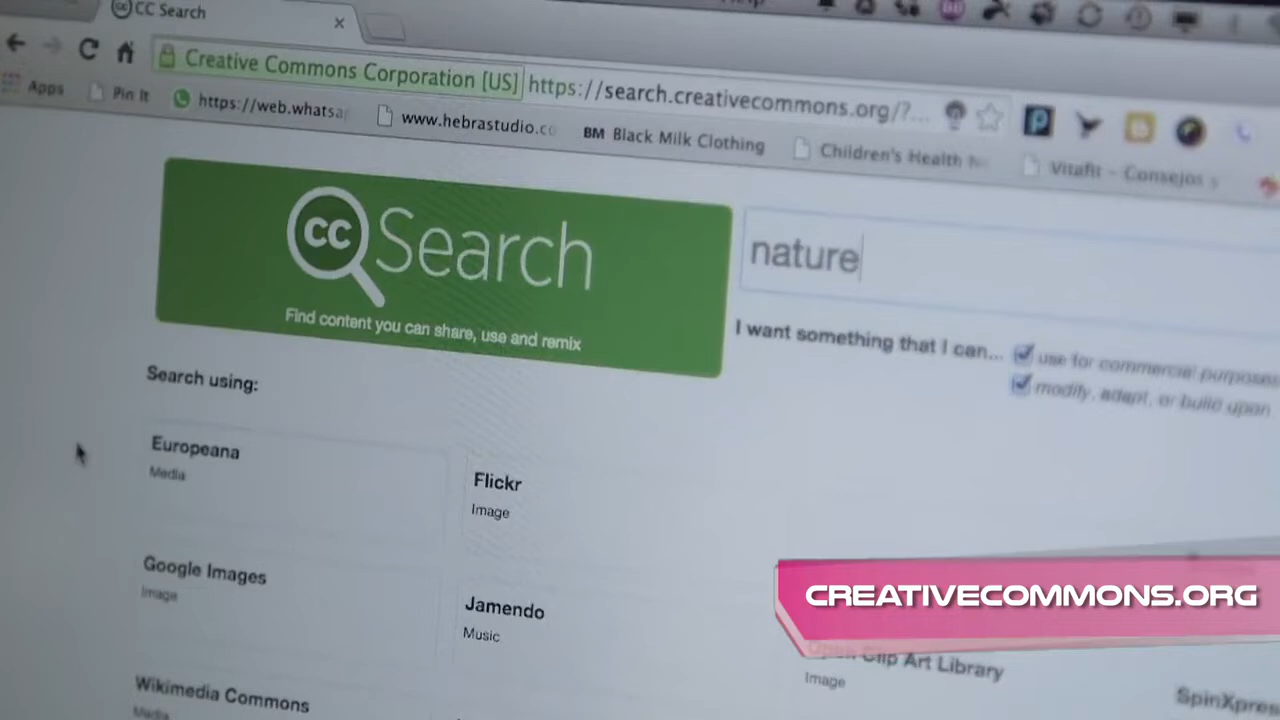 CC Search
Creative Commons Corporation [US] https://search.creativecommons.org/?...
Apps
Pin It
https://web.whatsa
www.hebrastudio.co
BM Black Milk Clothing
Children's Health
Vitafit - Consejos
cc Search
Find content you can share, use and remix
nature
I want something that I can... use for commercial purposes
modify, adapt, or build upon
Search using:
Europeana
Media
Flickr
Image
Google Images
Image
Jamendo
Music
CREATIVECOMMONS.ORG
Open Clip Art Library
Image
Wikimedia Commons
Media
SpinXpres